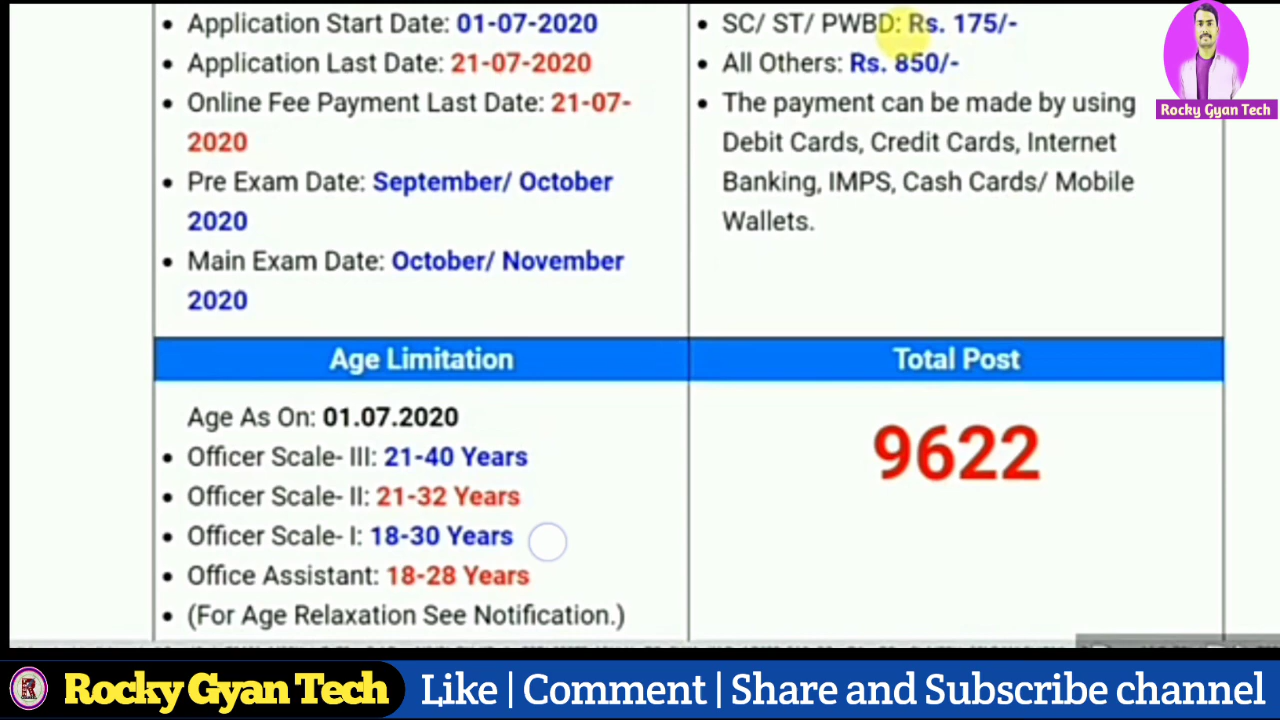 Application Start Date: 01-07-2020
Application Last Date: 21-07-2020
Online Fee Payment Last Date: 21-07-
2020
Pre Exam Date: September/ October
2020
Main Exam Date: October/ November
2020
SC/ ST/ PWBD: Rs. 175/-
All Others: Rs. 850/-
The payment can be made by using
Debit Cards, Credit Cards, Internet
Banking, IMPS, Cash Cards/ Mobile
Wallets.
Rocky Gyan Tech
Age Limitation
Age As On: 01.07.2020
Officer Scale- III: 21-40 Years
Officer Scale- II: 21-32 Years
Officer Scale- I: 18-30 Years
Office Assistant: 18-28 Years
(For Age Relaxation See Notification.)
Total Post
9622
R
Rocky Gyan Tech
Like | Comment | Share and Subscribe channel